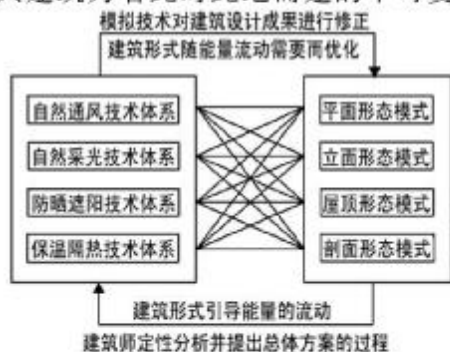 模拟技术对建筑设计成果进行修正
建筑形式随能量流动需要而优化
自然通风技术体系
平面形态模式
自然采光技术体系
立面形态模式
防晒遮阳技术体系
屋顶形态模式
保温隔热技术体系
剖面形态模式
建筑形式引导能量的流动
建筑师定性分析并提出总体方案的过程